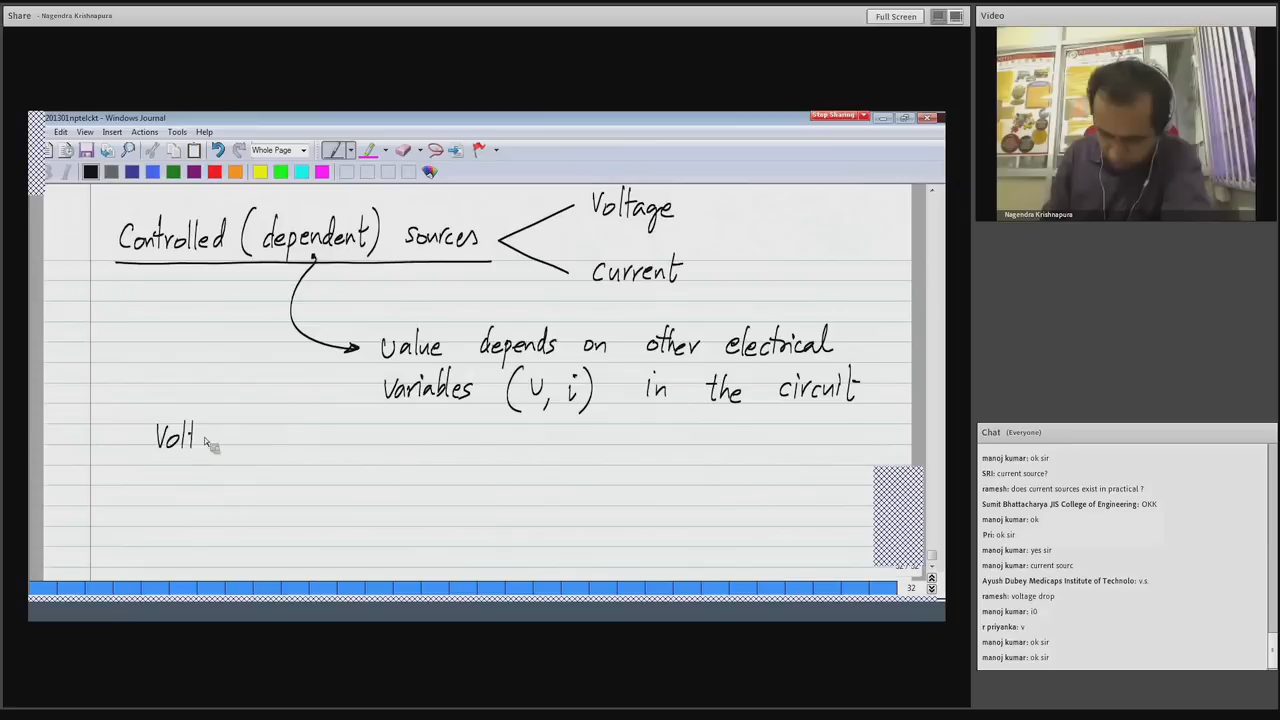 Share - Nagendra Krishnapura
Full Screen
Video
201301nptelckt - Windows Journal
Stop Sharing
Edit View Insert Actions Tools Help
Whole Page
Controlled (dependent) sources
Voltage
Current
value depends on other electrical
variables (v, i) in the circuit
Volt
32
Nagendra Krishnapura
Chat (Everyone)
manoj kumar: ok sir
SRI: current source?
ramesh: does current sources exist in practical ?
Sumit Bhattacharya JIS College of Engineering: OKK
manoj kumar: ok
Pri: ok sir
manoj kumar: yes sir
manoj kumar: current sourc
Ayush Dubey Medicaps Institute of Technolo: v.s.
ramesh: voltage drop
manoj kumar: i0
r priyanka: v
manoj kumar: ok sir
manoj kumar: ok sir